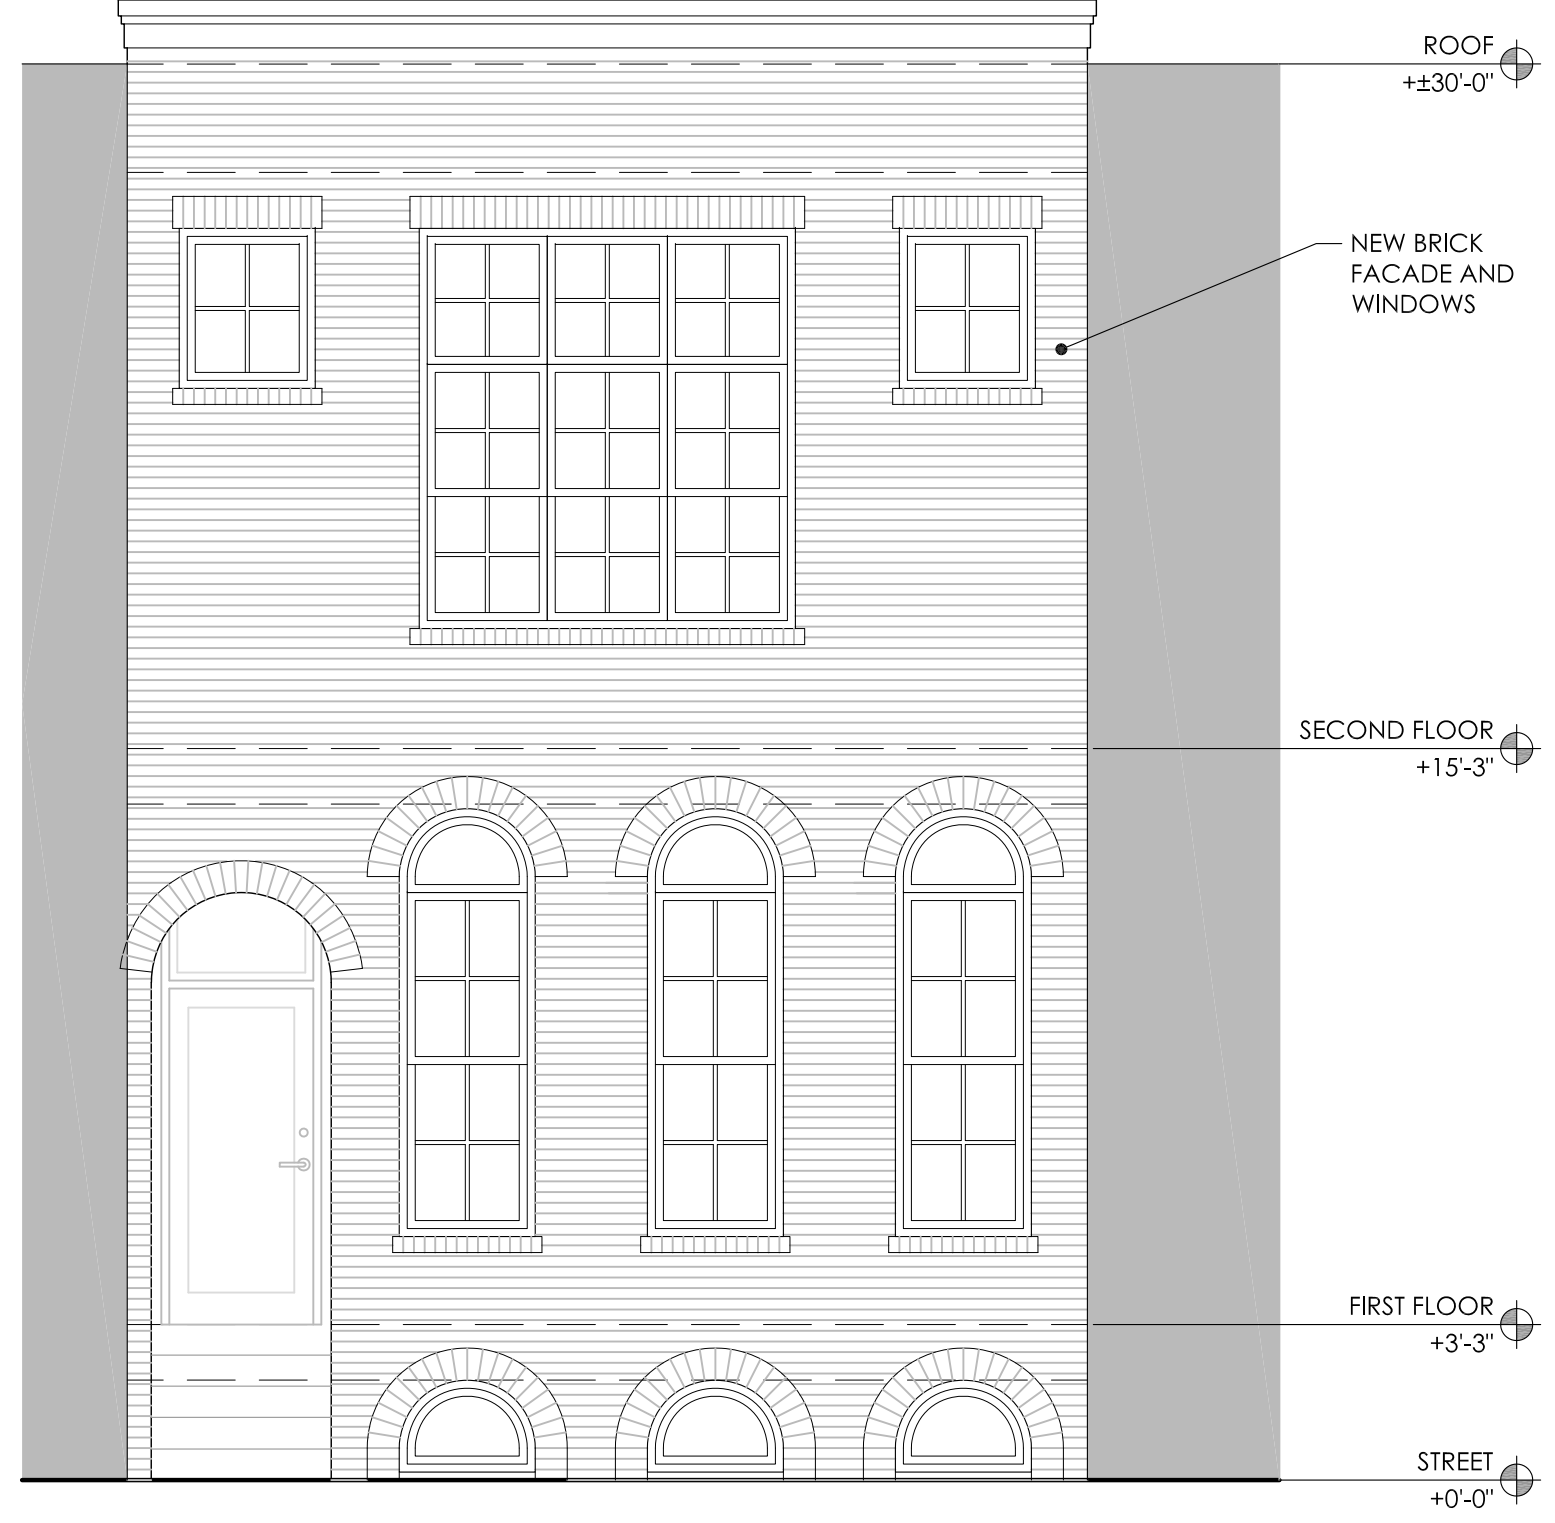 ROOF
+±30'-0"
NEW BRICK
FACADE AND
WINDOWS
SECOND FLOOR
+15'-3"
FIRST FLOOR
+3'-3"
STREET
+0'-0"